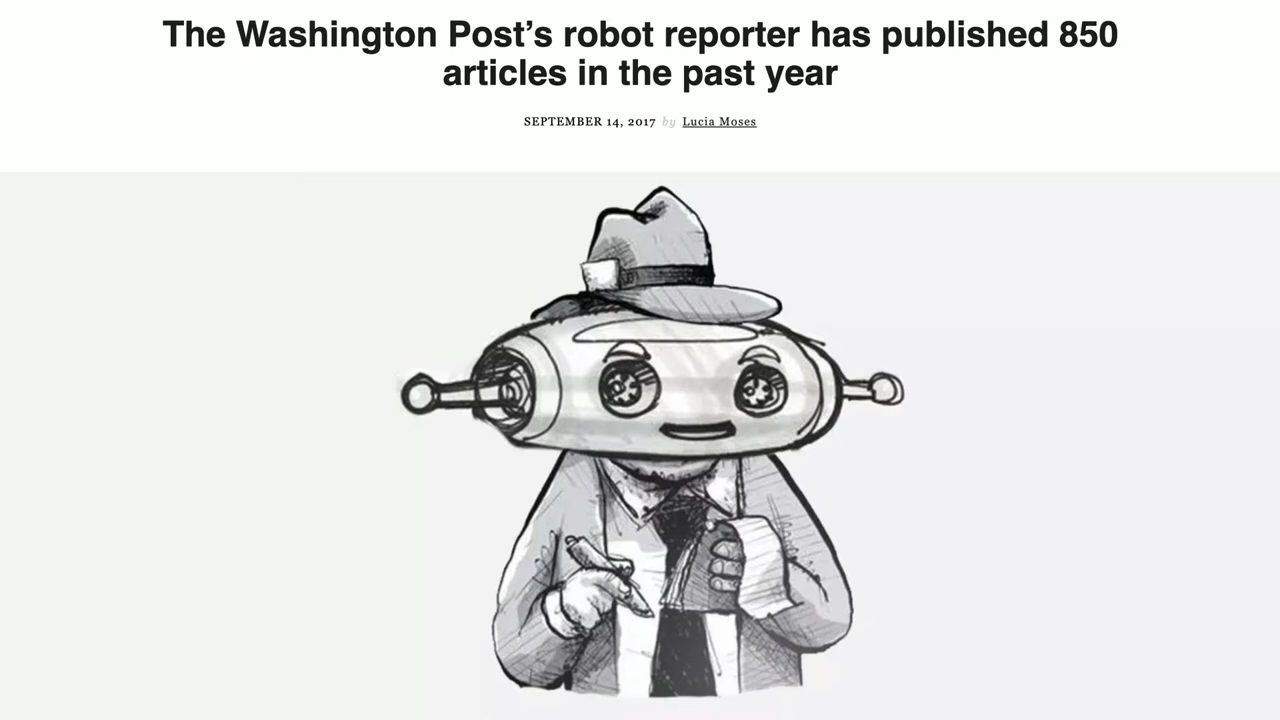 The Washington Post’s robot reporter has published 850
articles in the past year
SEPTEMBER 14, 2017 by Lucia Moses